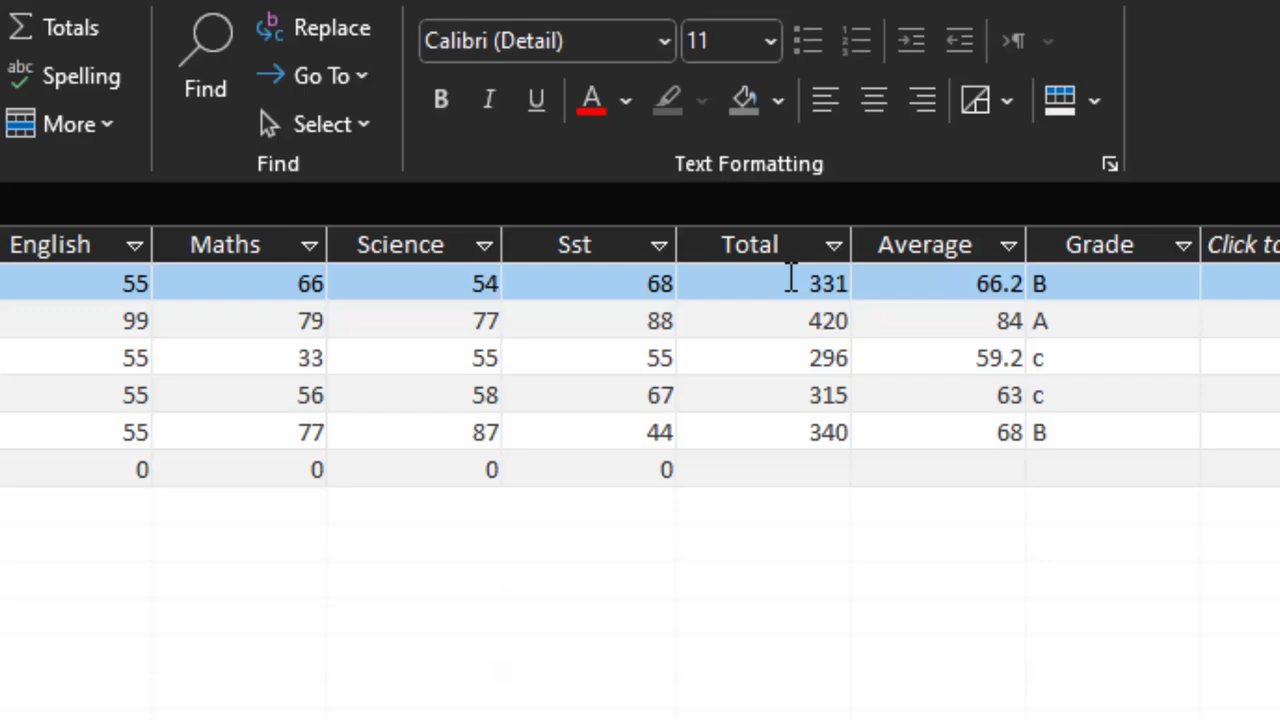 Totals
Spelling
More
Find
Replace
Go To
Select
Find
Calibri (Detail) 11
B I U A
Text Formatting
English Maths Science Sst Total Average Grade Click to
55 66 54 68 331 66.2 B
99 79 77 88 420 84 A
55 33 55 55 296 59.2 c
55 56 58 67 315 63 c
55 77 87 44 340 68 B
0 0 0 0